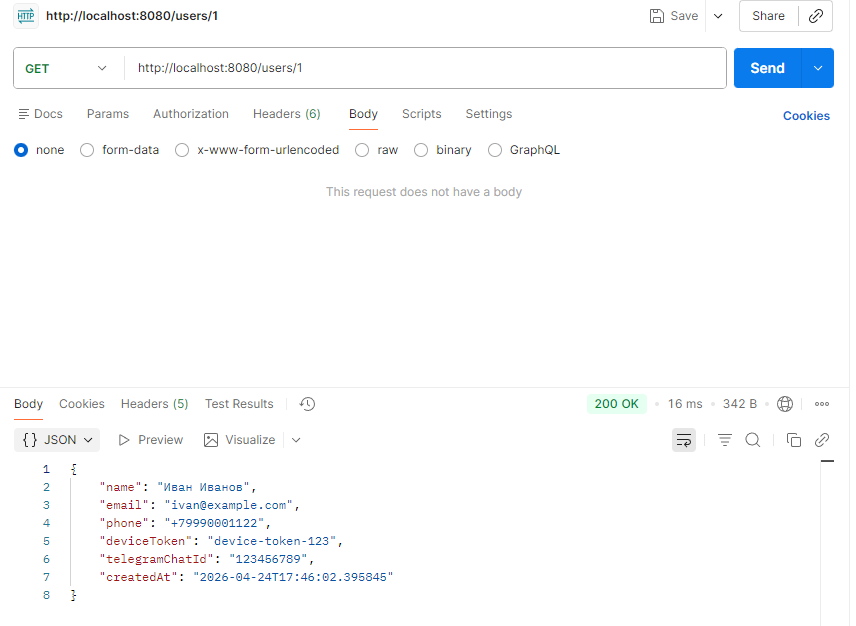 HTTP http://localhost:8080/users/1 Save Share
GET http://localhost:8080/users/1 Send
Docs Params Authorization Headers (6) Body Scripts Settings Cookies
none form-data x-www-form-urlencoded raw binary GraphQL
This request does not have a body
Body Cookies Headers (5) Test Results 200 OK • 16 ms • 342 B •
{} JSON Preview Visualize
1 {
2 "name": "Иван Иванов",
3 "email": "ivan@example.com",
4 "phone": "+79990001122",
5 "deviceToken": "device-token-123",
6 "telegramChatId": "123456789",
7 "createdAt": "2026-04-24T17:46:02.395845"
8 }